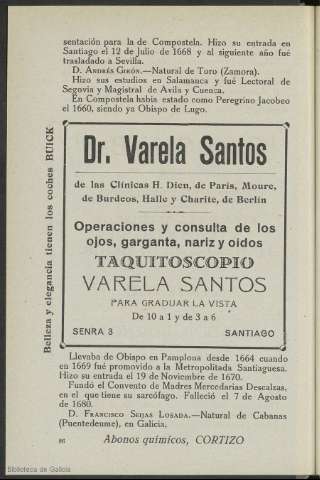 sentación para la de Compostela. Hizo su entrada en
Santiago el 12 de Julio de 1668 y al siguiente año fué
trasladado a Sevilla.
D. ANDRÉS GIRÓN.—Natural de Toro (Zamora).
Hizo sus estudios en Salamanca y fué Lectoral de
Segovia y Magistral de Avila y Cuenca.
En Compostela había estado como Peregrino Jacobeo
el 1660, siendo ya Obispo de Lugo.
Belleza y elegancia tienen los coches BUICK
Dr. Varela Santos
de las Clínicas H. Dieu, de París, Moure,
de Burdeos, Halle y Charite, de Berlín
Operaciones y consulta de los
ojos, garganta, nariz y oídos
TAQUITOSCOPIO
VARELA SANTOS
PARA GRADUAR LA VISTA
De 10 a 1 y de 3 a 6
SENRA 3 SANTIAGO
Llevaba de Obispo en Pamplona desde 1664 cuando
en 1669 fué promovido a la Metropolitada Santiaguesa.
Hizo su entrada el 19 de Noviembre de 1670.
Fundó el Convento de Madres Mercedarias Descalzas,
en el que tiene su sarcófago. Falleció el 7 de Agosto
de 1680.
D. FRANCISCO SEIJAS LOSADA.—Natural de Cabanas
(Puentedeume), en Galicia.
86 Abonos químicos, CORTIZO
Biblioteca de Galicia